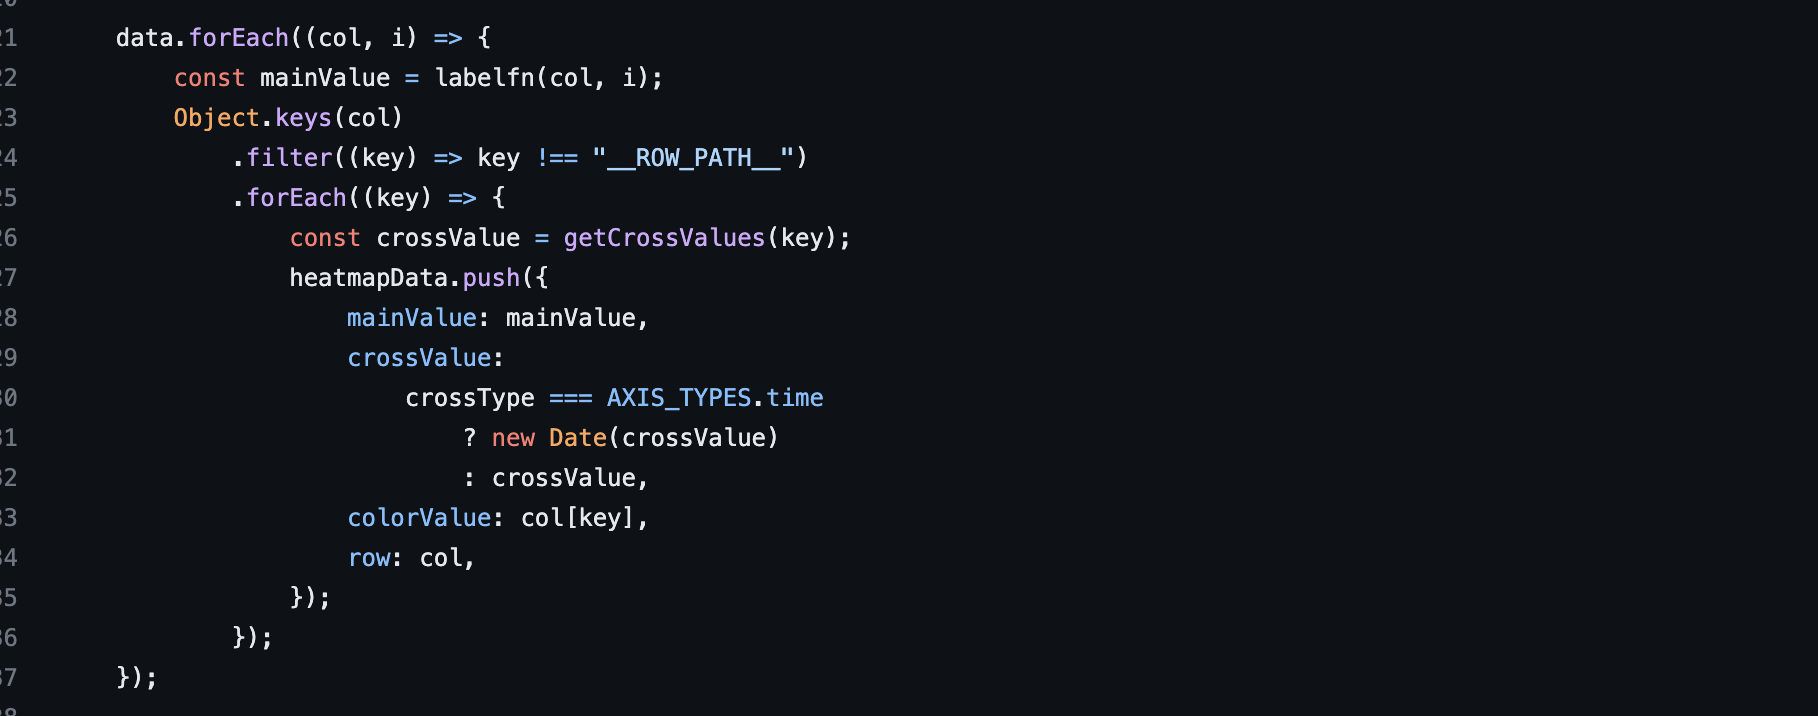 21 data.forEach((col, i) => {
22 const mainValue = labelfn(col, i);
23 Object.keys(col)
24 .filter((key) => key !== "__ROW_PATH__")
25 .forEach((key) => {
26 const crossValue = getCrossValues(key);
27 heatmapData.push({
28 mainValue: mainValue,
29 crossValue:
30 crossType === AXIS_TYPES.time
31 ? new Date(crossValue)
32 : crossValue,
33 colorValue: col[key],
34 row: col,
35 });
36 });
37 });